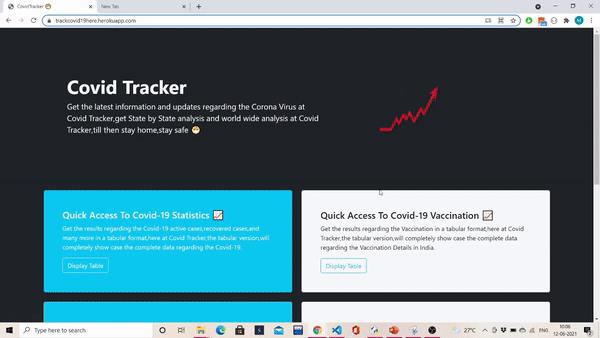 CovidTracker 😷
New Tab
trackcovid19here.herokuapp.com
Covid Tracker
Get the latest information and updates regarding the Corona Virus at
Covid Tracker,get State by State analysis and world wide analysis at Covid
Tracker,till then stay home,stay safe 😷
Quick Access To Covid-19 Statistics 📈
Get the results regarding the Covid-19 active cases,recovered cases,and
many more in a tabular format,here at Covid Tracker,the tabular version,will
completely show case the complete data regarding the Covid-19.
Display Table
Quick Access To Covid-19 Vaccination 📈
Get the results regarding the Vaccination in a tabular format,here at Covid
Tracker,the tabular version,will completely show case the complete data
regarding the Vaccination Details in India.
Display Table
Type here to search
27°C
ENG
10:06
12-06-2021